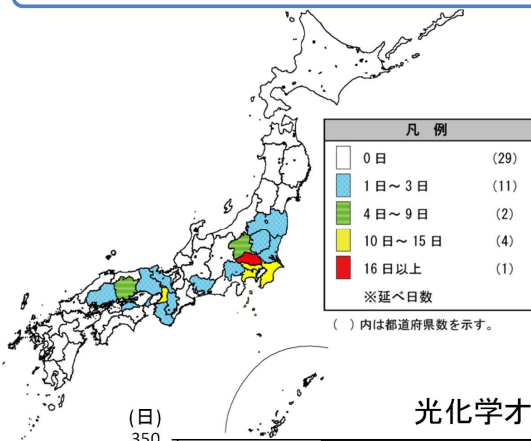 凡 例
0日 (29)
1日～3日 (11)
4日～9日 (2)
10日～15日 (4)
16日以上 (1)
※延べ日数
( ) 内は都道府県数を示す。
光化学オ
(日)
350